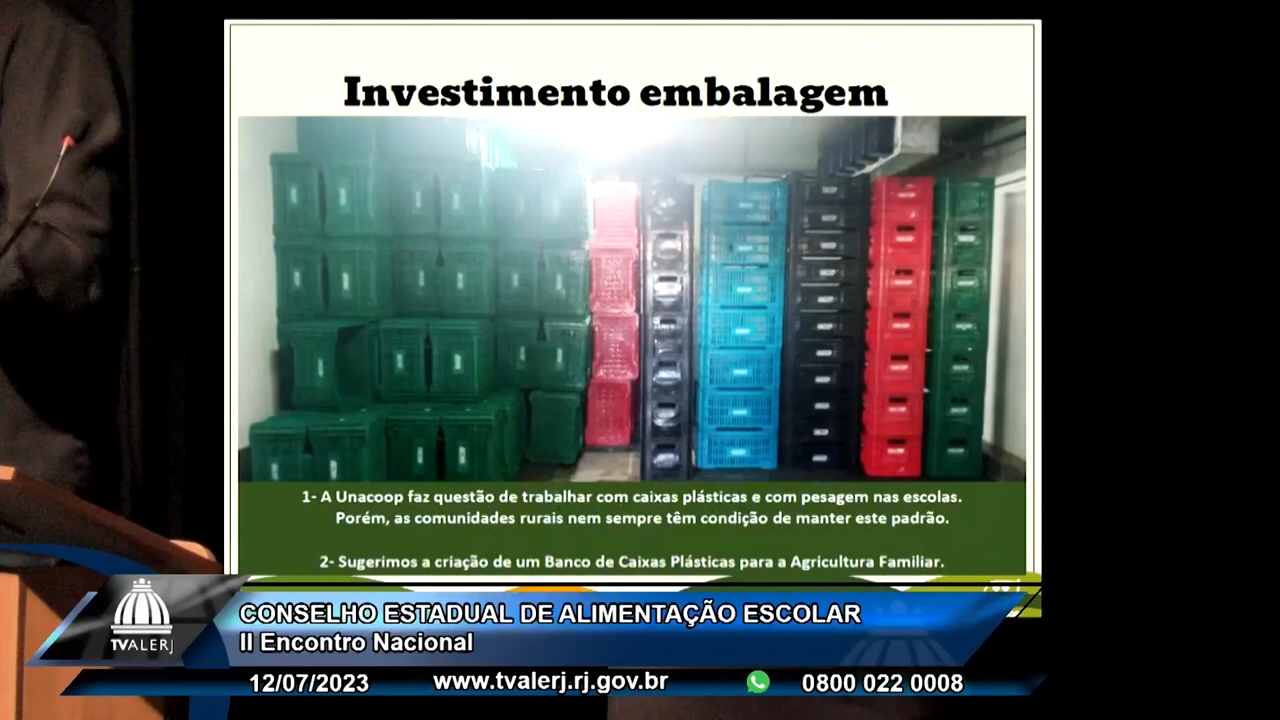 Investimento embalagem
1- A Unacoop faz questão de trabalhar com caixas plásticas e com pesagem nas escolas.
Porém, as comunidades rurais nem sempre têm condição de manter este padrão.
2- Sugerimos a criação de um Banco de Caixas Plásticas para a Agricultura Familiar.
CONSELHO ESTADUAL DE ALIMENTAÇÃO ESCOLAR
II Encontro Nacional
TVALERJ
12/07/2023 www.tvalerj.rj.gov.br 0800 022 0008